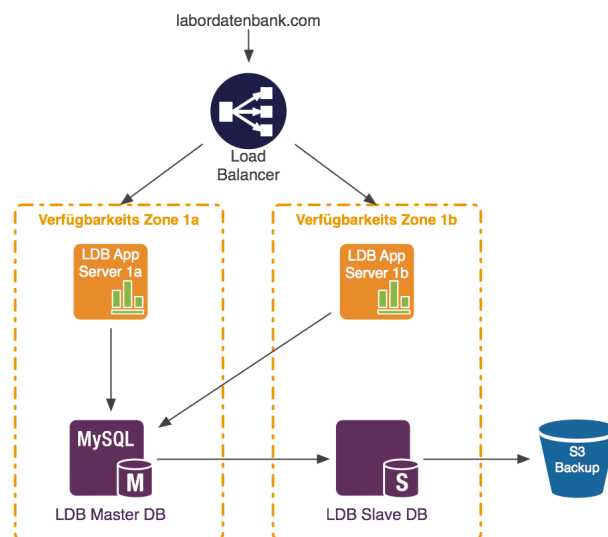 labordatenbank.com
Load
Balancer
Verfügbarkeits Zone 1a
Verfügbarkeits Zone 1b
LDB App
Server 1a
LDB App
Server 1b
MySQL
M
LDB Master DB
S
LDB Slave DB
S3
Backup